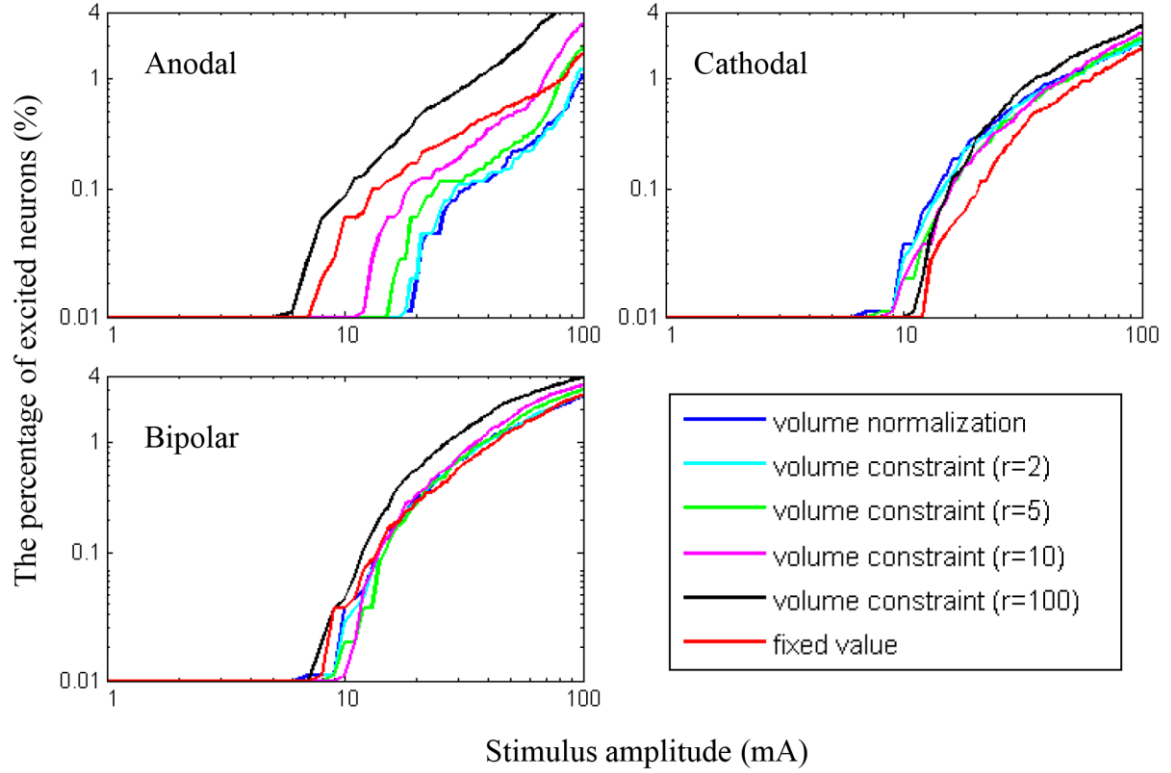 The percentage of excited neurons (%)
4
1
0.1
0.01
Anodal
1
10
100
4
1
0.1
0.01
Cathodal
1
10
100
4
1
0.1
0.01
Bipolar
1
10
100
volume normalization
volume constraint (r=2)
volume constraint (r=5)
volume constraint (r=10)
volume constraint (r=100)
fixed value
Stimulus amplitude (mA)